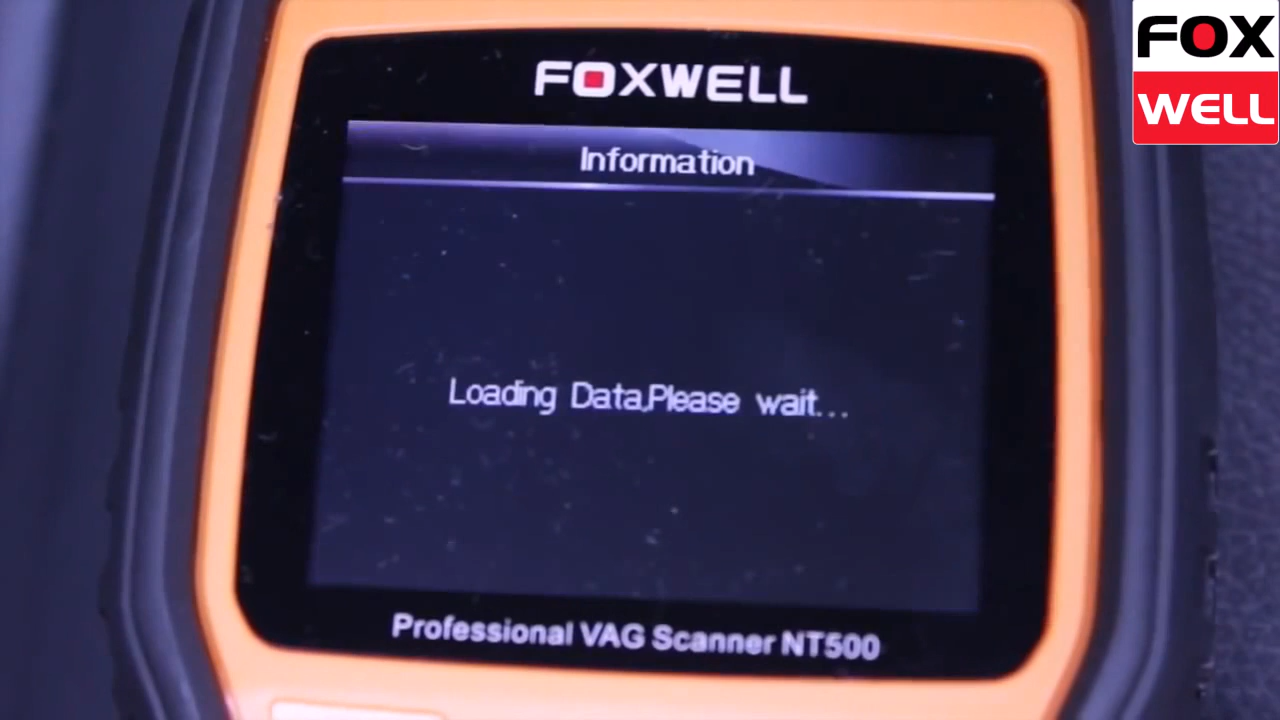 FOXWELL
FOX
WELL
Information
Loading Data,Please wait...
Professional VAG Scanner NT500